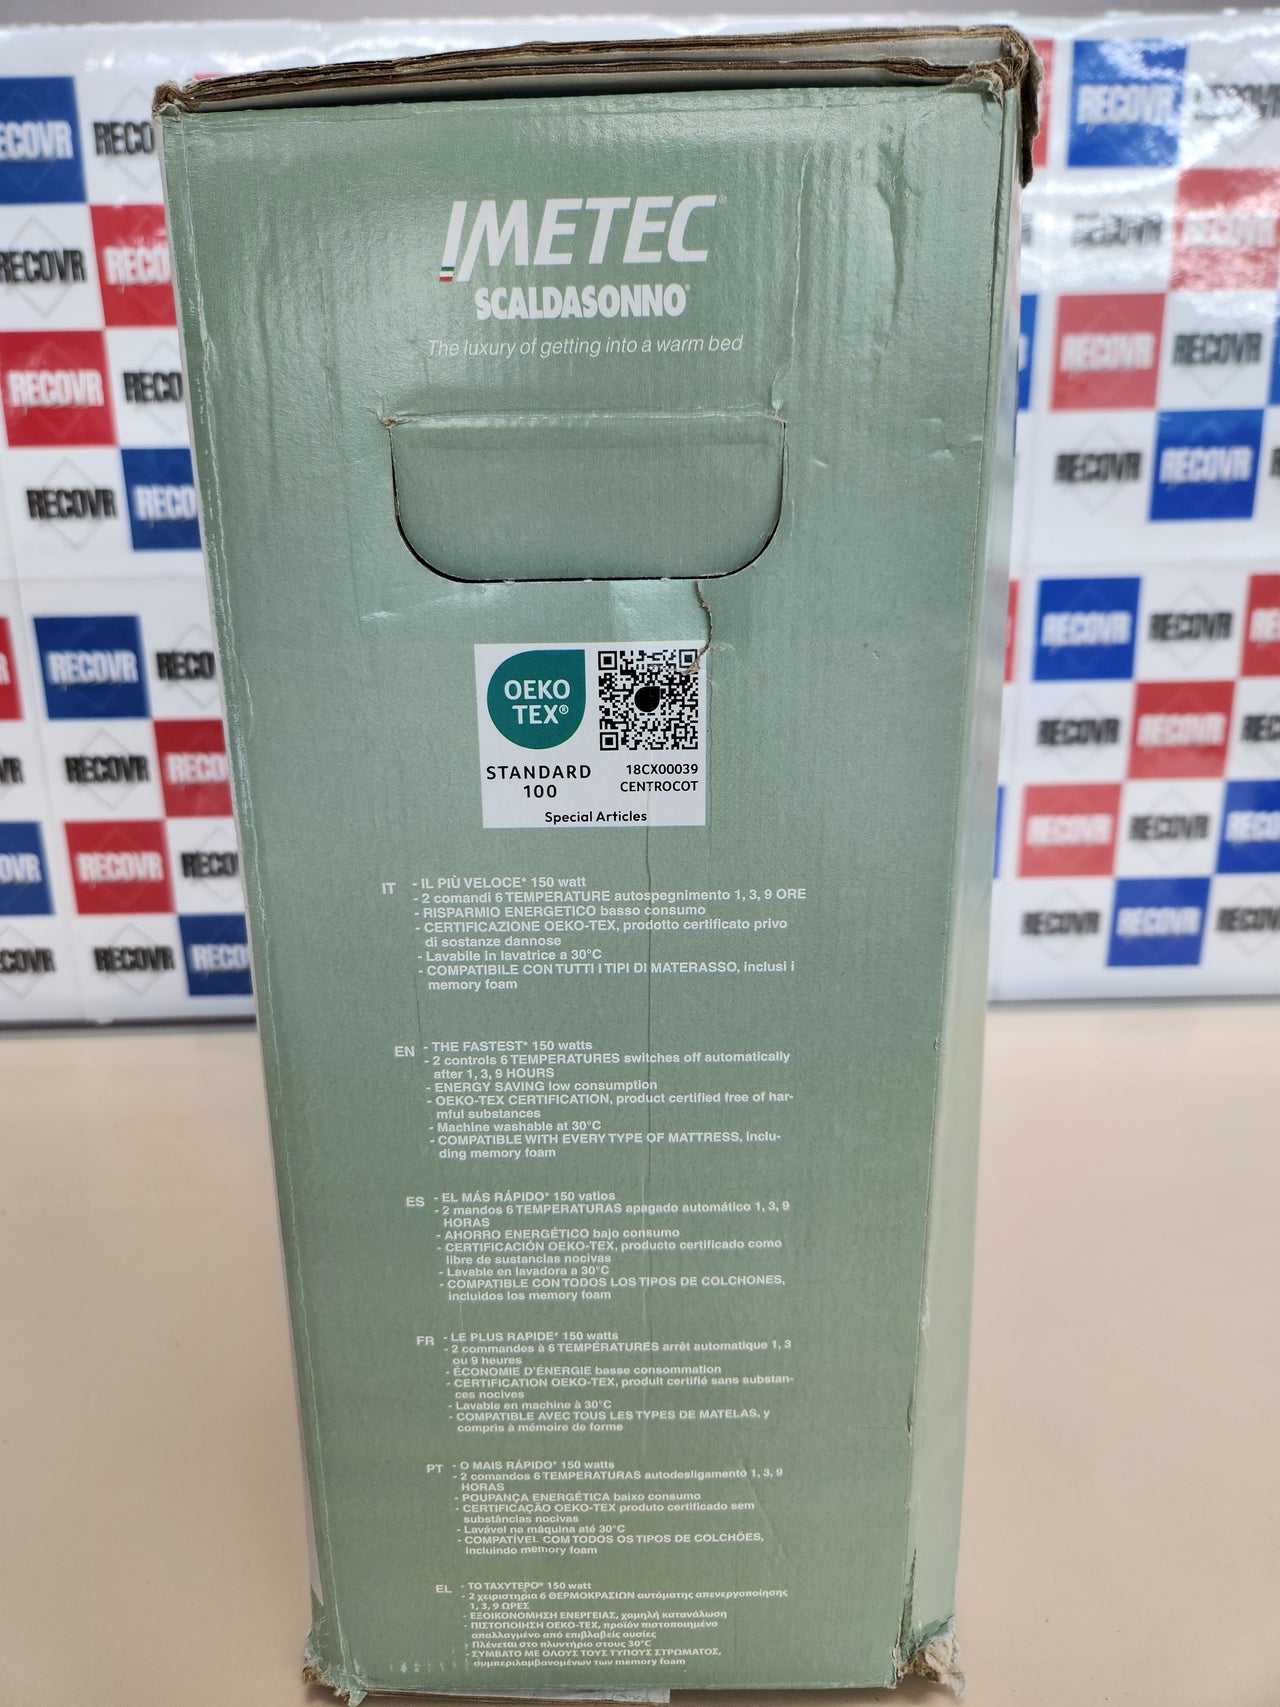 IMETEC®
SCALDASONNO®
The luxury of getting into a warm bed
OEKO
TEX®
STANDARD
100
18CX00039
CENTROCOT
Special Articles
IT - IL PIÙ VELOCE* 150 watt
- 2 comandi 6 TEMPERATURE autospegnimento 1, 3, 9 ORE
- RISPARMIO ENERGETICO basso consumo
- CERTIFICAZIONE OEKO-TEX, prodotto certificato privo
di sostanze dannose
- Lavabile in lavatrice a 30°C
- COMPATIBILE CON TUTTI I TIPI DI MATERASSO, inclusi i
memory foam
EN - THE FASTEST* 150 watts
- 2 controls 6 TEMPERATURES switches off automatically
after 1, 3, 9 HOURS
- ENERGY SAVING low consumption
- OEKO-TEX CERTIFICATION, product certified free of har-
mful substances
- Machine washable at 30°C
- COMPATIBLE WITH EVERY TYPE OF MATTRESS, inclu-
ding memory foam
ES - EL MÁS RÁPIDO* 150 vatios
- 2 mandos 6 TEMPERATURAS apagado automático 1, 3, 9
HORAS
- AHORRO ENERGÉTICO bajo consumo
- CERTIFICACIÓN OEKO-TEX, producto certificado como
libre de sustancias nocivas
- Lavable en lavadora a 30°C
- COMPATIBLE CON TODOS LOS TIPOS DE COLCHONES,
incluidos los memory foam
FR - LE PLUS RAPIDE* 150 watts
- 2 commandes à 6 TEMPÉRATURES arrêt automatique 1, 3
ou 9 heures
- ÉCONOMIE D'ÉNERGIE basse consommation
- CERTIFICATION OEKO-TEX, produit certifié sans substan-
ces nocives
- Lavable en machine à 30°C
- COMPATIBLE AVEC TOUS LES TYPES DE MATELAS, y
compris à mémoire de forme
PT - O MAIS RÁPIDO* 150 watts
- 2 comandos 6 TEMPERATURAS autodesligamento 1, 3, 9
HORAS
- POUPANÇA ENERGÉTICA baixo consumo
- CERTIFICAÇÃO OEKO-TEX produto certificado sem
substâncias nocivas
- Lavável na máquina até 30°C
- COMPATÍVEL COM TODOS OS TIPOS DE COLCHÕES,
incluindo memory foam
EL - ΤΟ ΤΑΧΥΤΕΡΟ* 150 watt
- 2 χειριστηρια 6 ΘΕΡΜΟΚΡΑΣΙΩΝ αυτόματης απενεργοποίησης
1, 3, 9 ΩΡΕΣ
- ΕΞΟΙΚΟΝΟΜΗΣΗ ΕΝΕΡΓΕΙΑΣ, χαμηλή κατανάλωση
- ΠΙΣΤΟΠΟΙΗΣΗ OEKO-TEX, προϊόν πιστοποιημένο
απαλλαγμένο από επιβλαβείς ουσίες
- Πλένεται στο πλυντήριο στους 30°C
- ΣΥΜΒΑΤΟ ΜΕ ΟΛΟΥΣ ΤΟΥΣ ΤΥΠΟΥΣ ΣΤΡΩΜΑΤΟΣ,
συμπεριλαμβανομένων των memory foam
RECOVR